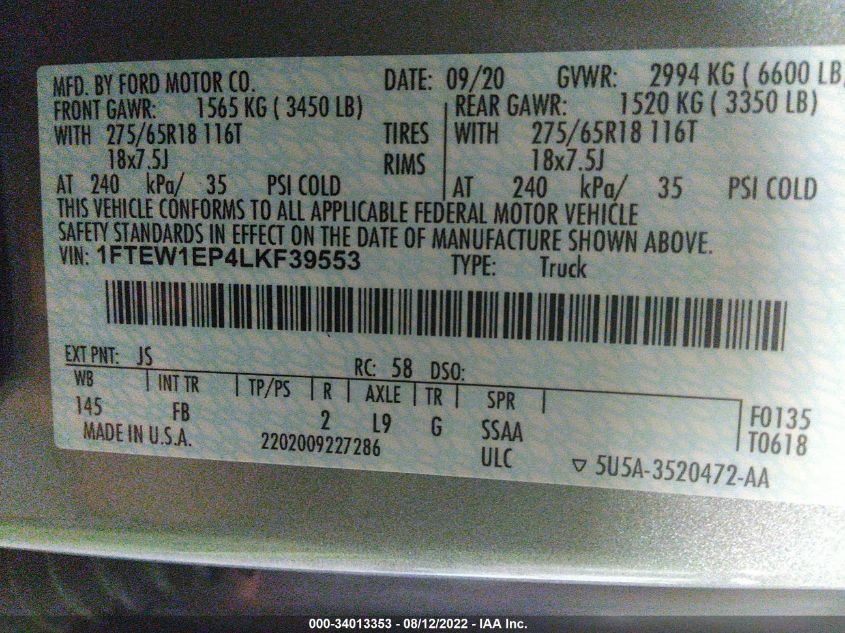 MFD. BY FORD MOTOR CO. DATE: 09/20 GVWR: 2994 KG ( 6600 LB
FRONT GAWR: 1565 KG ( 3450 LB) REAR GAWR: 1520 KG ( 3350 LB)
WITH 275/65R18 116T TIRES WITH 275/65R18 116T
18x7.5J RIMS 18x7.5J
AT 240 kPa/ 35 PSI COLD AT 240 kPa/ 35 PSI COLD
THIS VEHICLE CONFORMS TO ALL APPLICABLE FEDERAL MOTOR VEHICLE
SAFETY STANDARDS IN EFFECT ON THE DATE OF MANUFACTURE SHOWN ABOVE.
VIN: 1FTEW1EP4LKF39553 TYPE: Truck
EXT PNT: JS RC: 58 DSO:
WB INT TR TP/PS R AXLE TR SPR
145 FB 2 L9 G SSAA F0135
MADE IN U.S.A. 2202009227286 ULC T0618
▽ 5U5A-3520472-AA
000-34013353 - 08/12/2022 - IAA Inc.